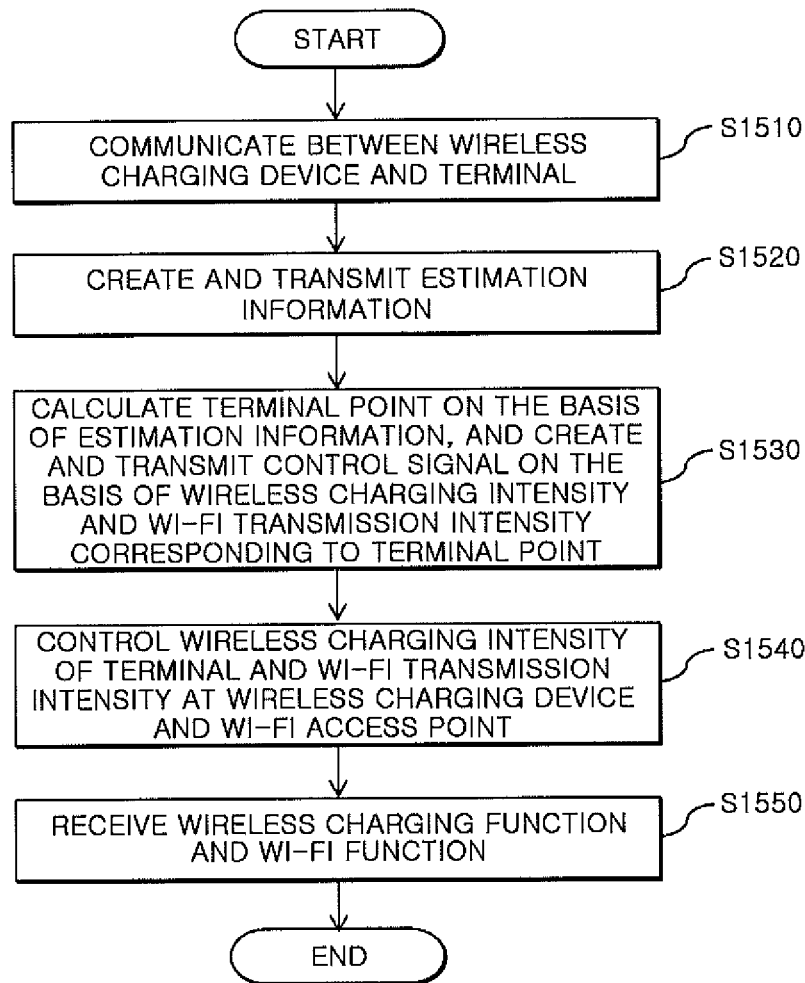 START
COMMUNICATE BETWEEN WIRELESS
CHARGING DEVICE AND TERMINAL
S1510
CREATE AND TRANSMIT ESTIMATION
INFORMATION
S1520
CALCULATE TERMINAL POINT ON THE BASIS
OF ESTIMATION INFORMATION, AND CREATE
AND TRANSMIT CONTROL SIGNAL ON THE
BASIS OF WIRELESS CHARGING INTENSITY
AND WI-FI TRANSMISSION INTENSITY
CORRESPONDING TO TERMINAL POINT
S1530
CONTROL WIRELESS CHARGING INTENSITY
OF TERMINAL AND WI-FI TRANSMISSION
INTENSITY AT WIRELESS CHARGING DEVICE
AND WI-FI ACCESS POINT
S1540
RECEIVE WIRELESS CHARGING FUNCTION
AND WI-FI FUNCTION
S1550
END